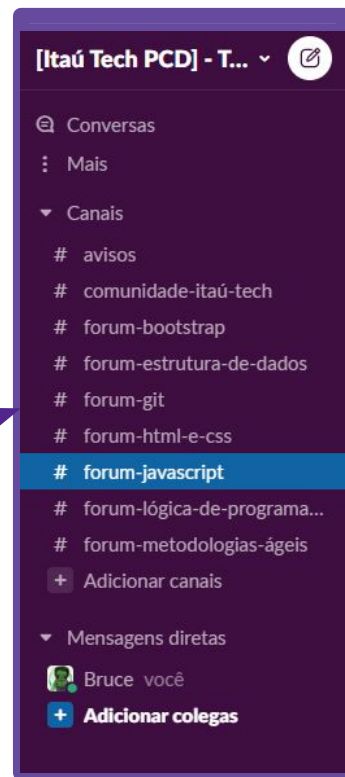 [Itaú Tech PCD] - T...
Conversas
Mais
Canais
# avisos
# comunidade-itaú-tech
# forum-bootstrap
# forum-estrutura-de-dados
# forum-git
# forum-html-e-css
# forum-javascript
# forum-lógica-de-programa...
# forum-metodologias-ágeis
+ Adicionar canais
Mensagens diretas
Bruce você
+ Adicionar colegas